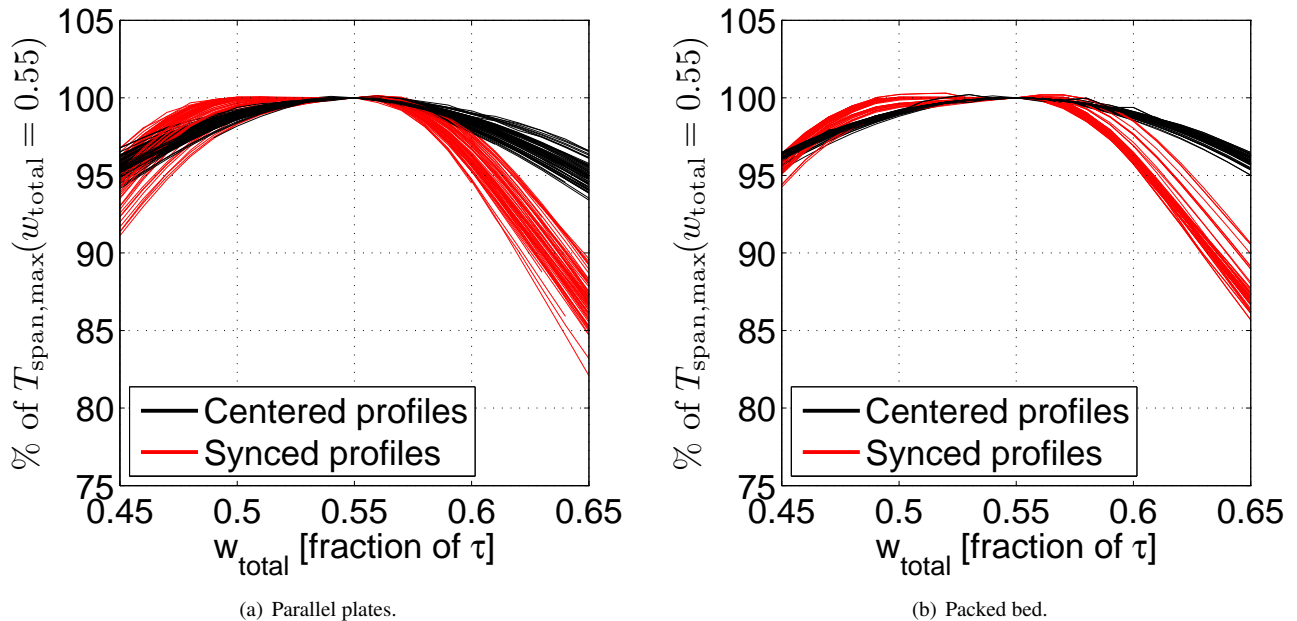 105
100
95
90
85
80
75
% of T_span,max(w_total = 0.55)
Centered profiles
Synced profiles
0.45 0.5 0.55 0.6 0.65
w_total [fraction of τ]
(a) Parallel plates.
105
100
95
90
85
80
75
% of T_span,max(w_total = 0.55)
Centered profiles
Synced profiles
0.45 0.5 0.55 0.6 0.65
w_total [fraction of τ]
(b) Packed bed.